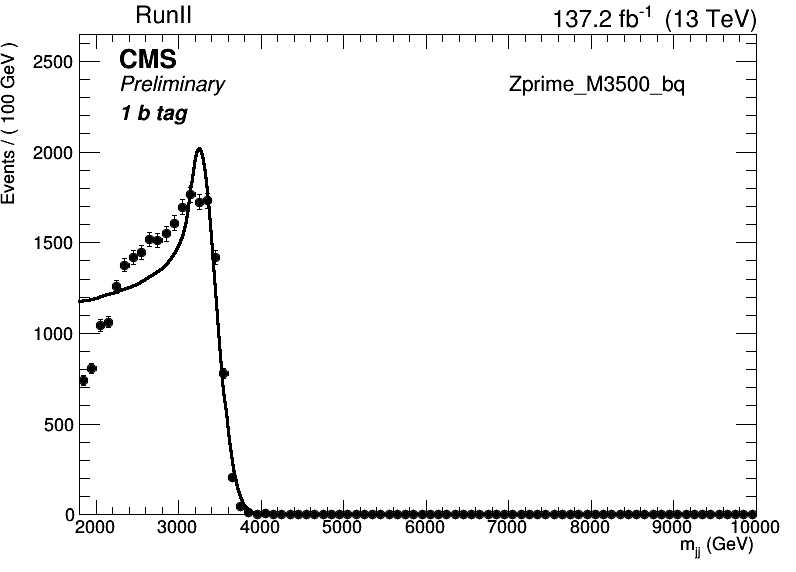 RunII
137.2 fb-1 (13 TeV)
CMS
Preliminary
1 b tag
Zprime_M3500_bq
Events / ( 100 GeV )
2500
2000
1500
1000
500
0
2000 3000 4000 5000 6000 7000 8000 9000 10000
mjj (GeV)